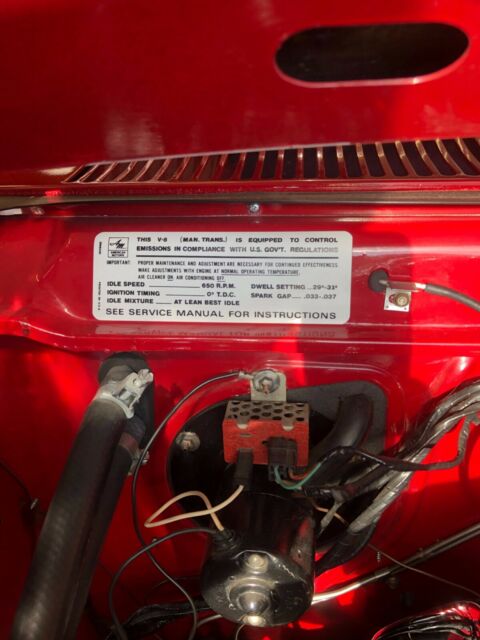 THIS V-8 (MAN. TRANS.) IS EQUIPPED TO CONTROL
EMISSIONS IN COMPLIANCE WITH U.S. GOV'T. REGULATIONS
AMERICAN MOTORS
IMPORTANT: PROPER MAINTENANCE AND ADJUSTMENT ARE NECESSARY FOR CONTINUED EFFECTIVENESS
MAKE ADJUSTMENTS WITH ENGINE AT NORMAL OPERATING TEMPERATURE,
AIR CLEANER ON, AIR CONDITIONING OFF.
IDLE SPEED 650 R.P.M. DWELL SETTING ..29°-33°
IGNITION TIMING 0° T.D.C. SPARK GAP .033-.037
IDLE MIXTURE AT LEAN BEST IDLE
SEE SERVICE MANUAL FOR INSTRUCTIONS